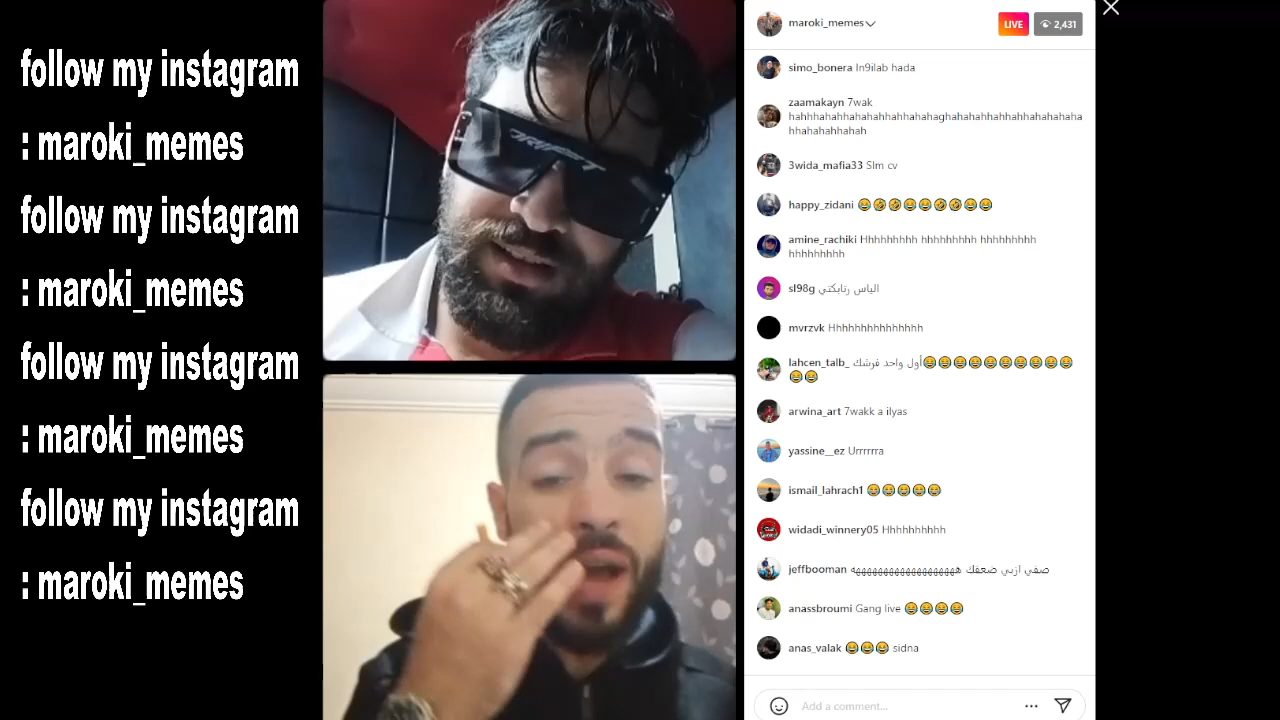 follow my instagram
: maroki_memes
follow my instagram
: maroki_memes
follow my instagram
: maroki_memes
follow my instagram
: maroki_memes
DRIFT
maroki_memes
LIVE
2,431
simo_bonera In9ilab hada
zaamakayn 7wak
hahhhahahhahahahhahhahahaghahahahhahhahhahahahaha
hhahahahhahah
3wida_mafia33 Slm cv
happy_zidani 😂🤣🤣😂😂🤣🤣😂😂
amine_rachiki Hhhhhhhhh hhhhhhhhh hhhhhhhhh
hhhhhhhhh
sl98g الياس رتابكتي
mvrzvk Hhhhhhhhhhhhhhh
lahcen_talb_ أول واحد فرشك😂😂😂😂😂😂😂😂😂😂
😂😂
arwina_art 7wakk a ilyas
yassine__ez Urrrrrra
ismail_lahrach1 😂😂😂😂😂
widadi_winnery05 Hhhhhhhhhh
jeffbooman صفي ازبي ضعفك ههههههههههههههههههه
anassbroumi Gang live 😂😂😂😂
anas_valak 😂😂😂 sidna
Add a comment...